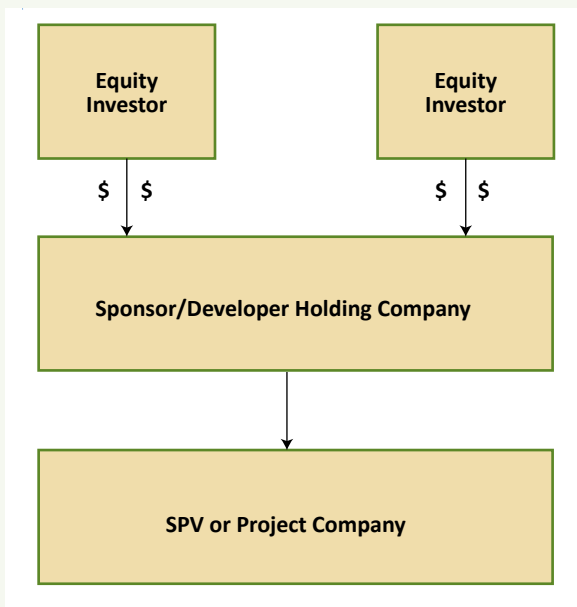 Equity
Investor
Equity
Investor
$ $
$ $
Sponsor/Developer Holding Company
SPV or Project Company